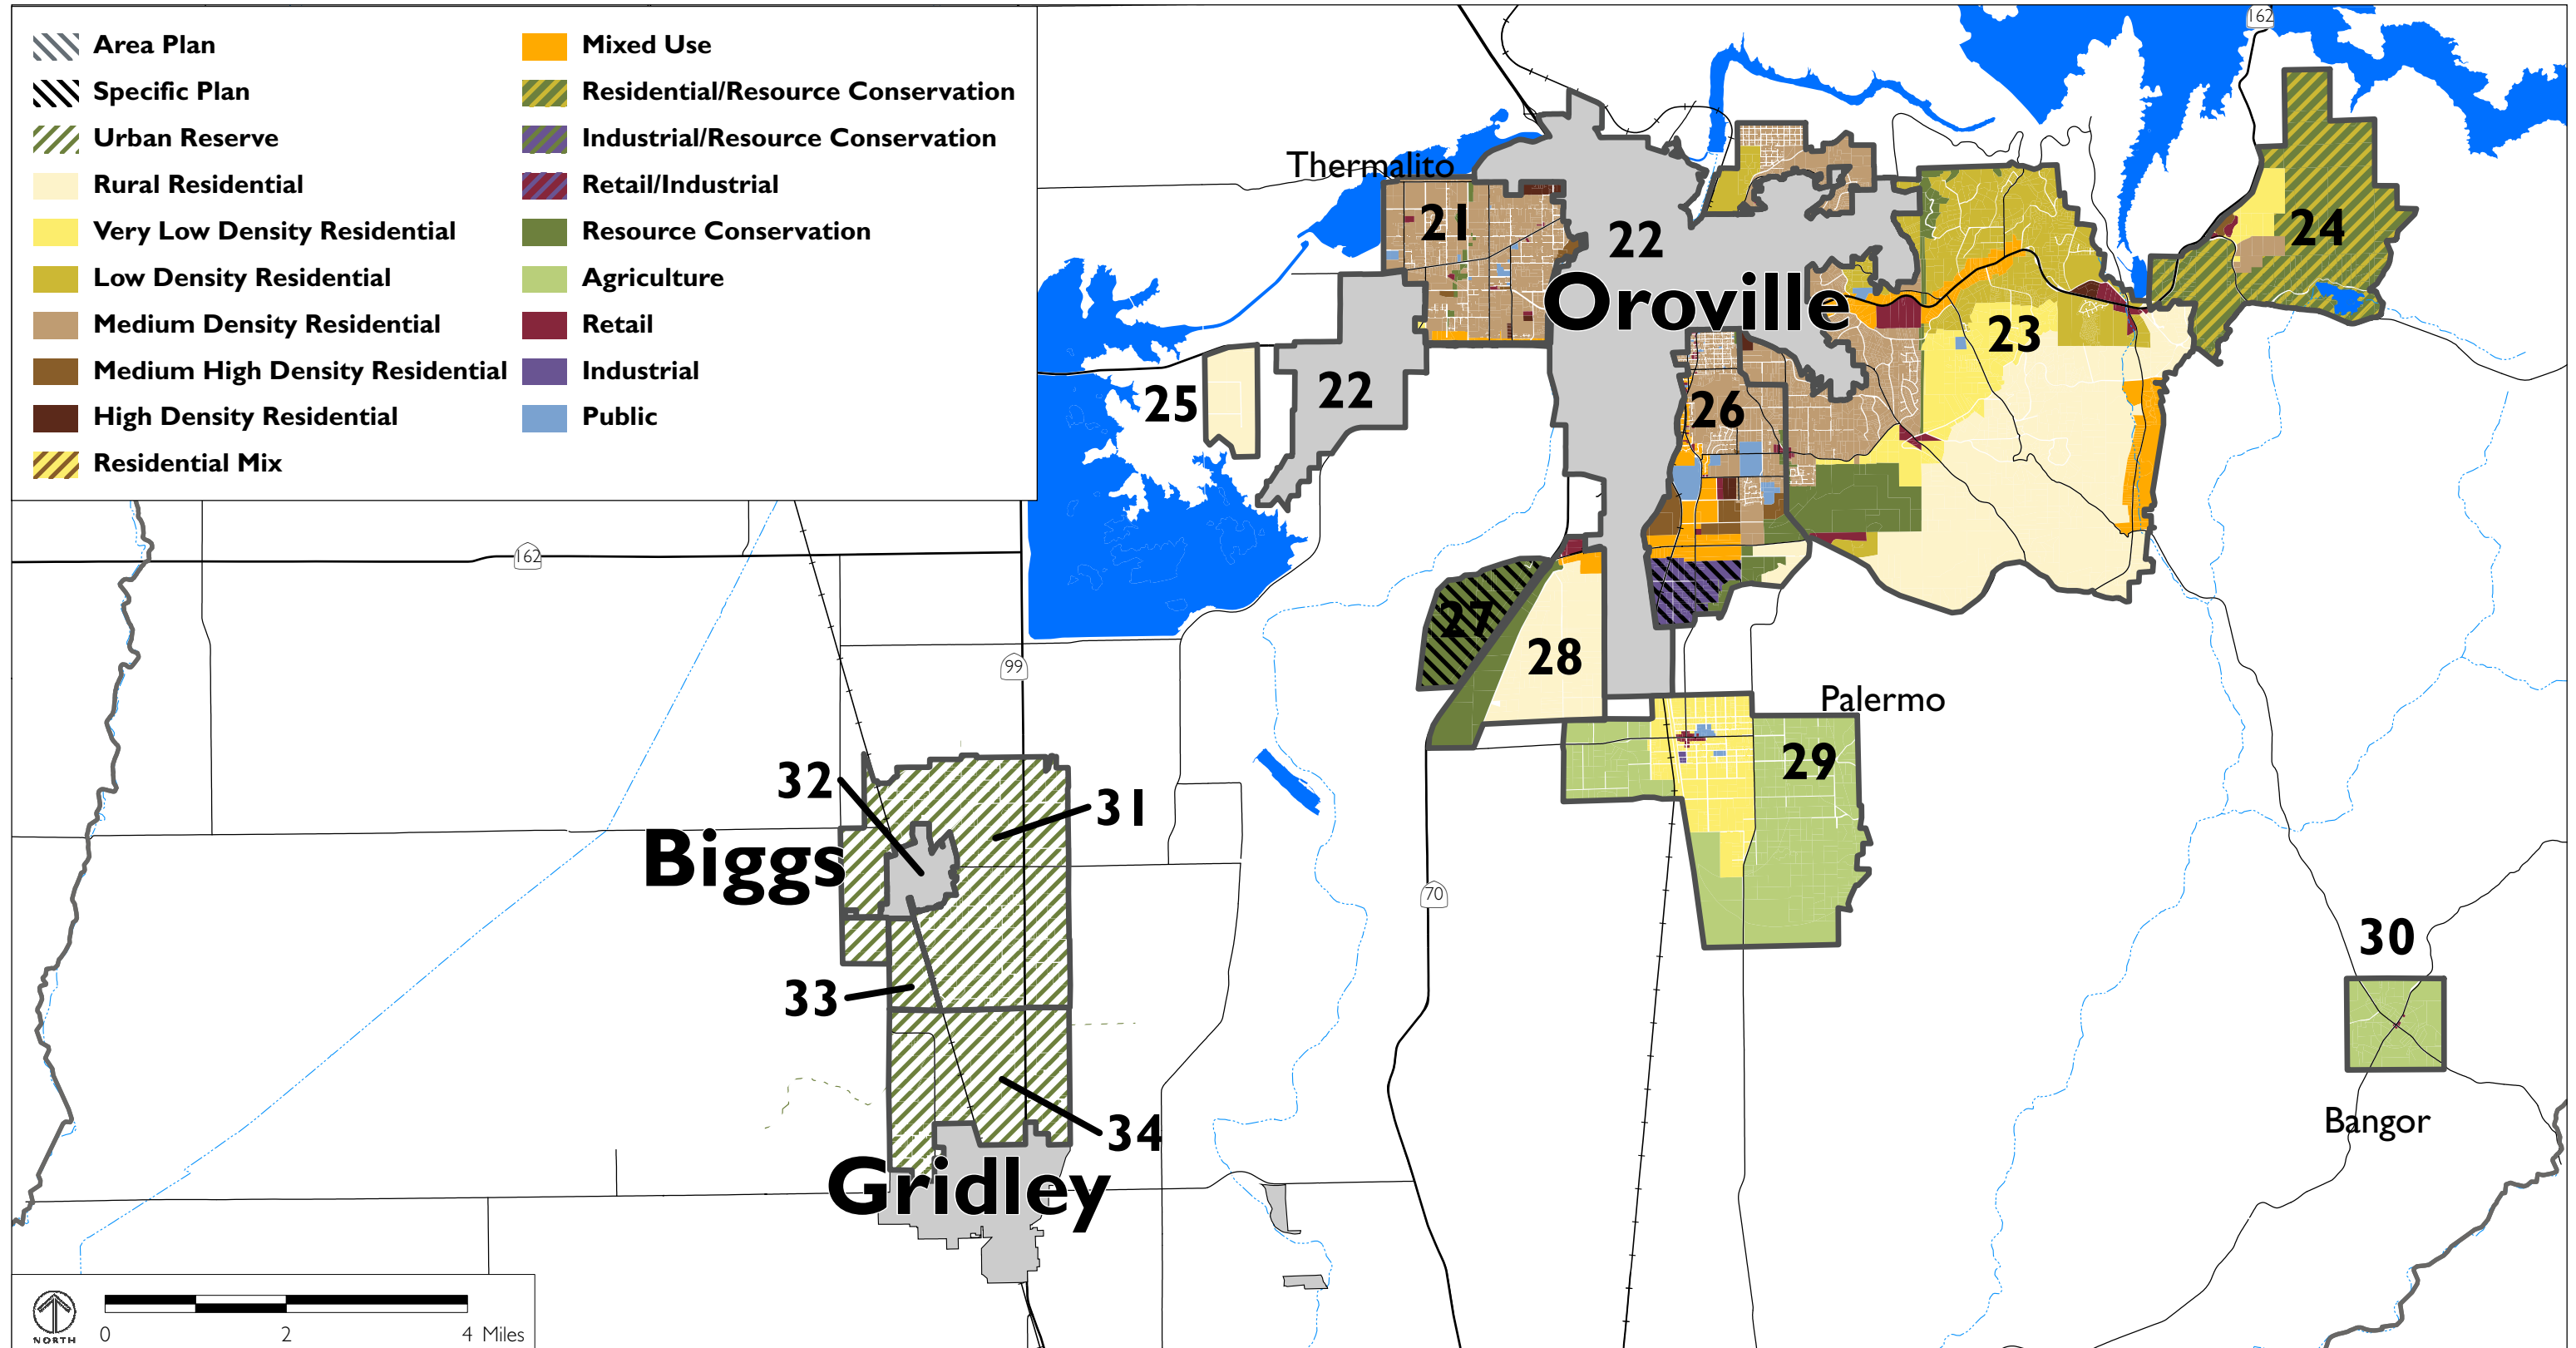 Area Plan
Specific Plan
Urban Reserve
Rural Residential
Very Low Density Residential
Low Density Residential
Medium Density Residential
Medium High Density Residential
High Density Residential
Residential Mix
Mixed Use
Residential/Resource Conservation
Industrial/Resource Conservation
Retail/Industrial
Resource Conservation
Agriculture
Retail
Industrial
Public
162
Thermalito
21
22
24
Oroville
23
25
22
26
162
27
28
99
Palermo
29
32
31
Biggs
70
30
33
Bangor
34
Gridley
NORTH
0 2 4 Miles